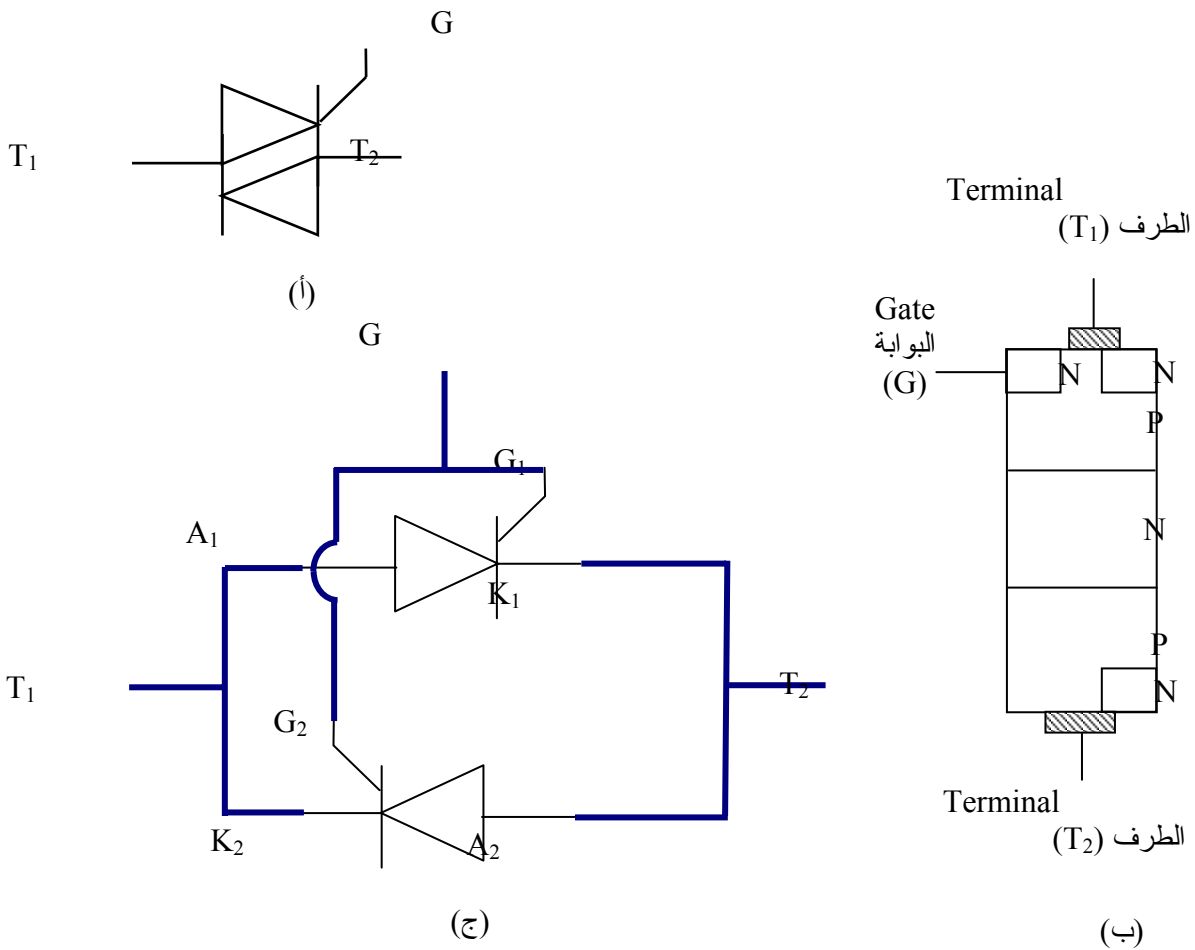 G
T₁
T₂
(أ)
Terminal
الطرف (T₁)
Gate
البوابة
(G)
N
N
P
N
P
N
Terminal
الطرف (T₂)
(ب)
G
G₁
A₁
K₁
T₁
T₂
G₂
K₂
A₂
(ج)